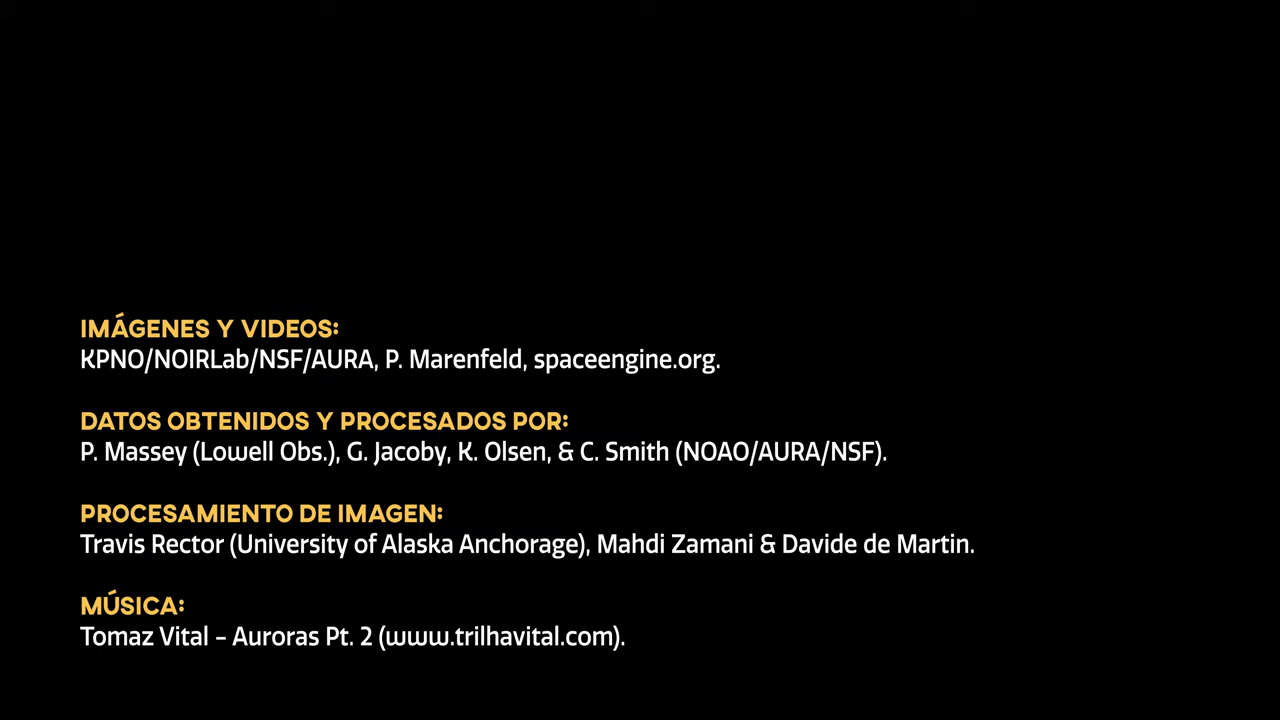 IMÁGENES Y VIDEOS:
KPNO/NOIRLab/NSF/AURA, P. Marenfeld, spaceengine.org.
DATOS OBTENIDOS Y PROCESADOS POR:
P. Massey (Lowell Obs.), G. Jacoby, K. Olsen, & C. Smith (NOAO/AURA/NSF).
PROCESAMIENTO DE IMAGEN:
Travis Rector (University of Alaska Anchorage), Mahdi Zamani & Davide de Martin.
MÚSICA:
Tomaz Vital – Auroras Pt. 2 (www.trilhavital.com).